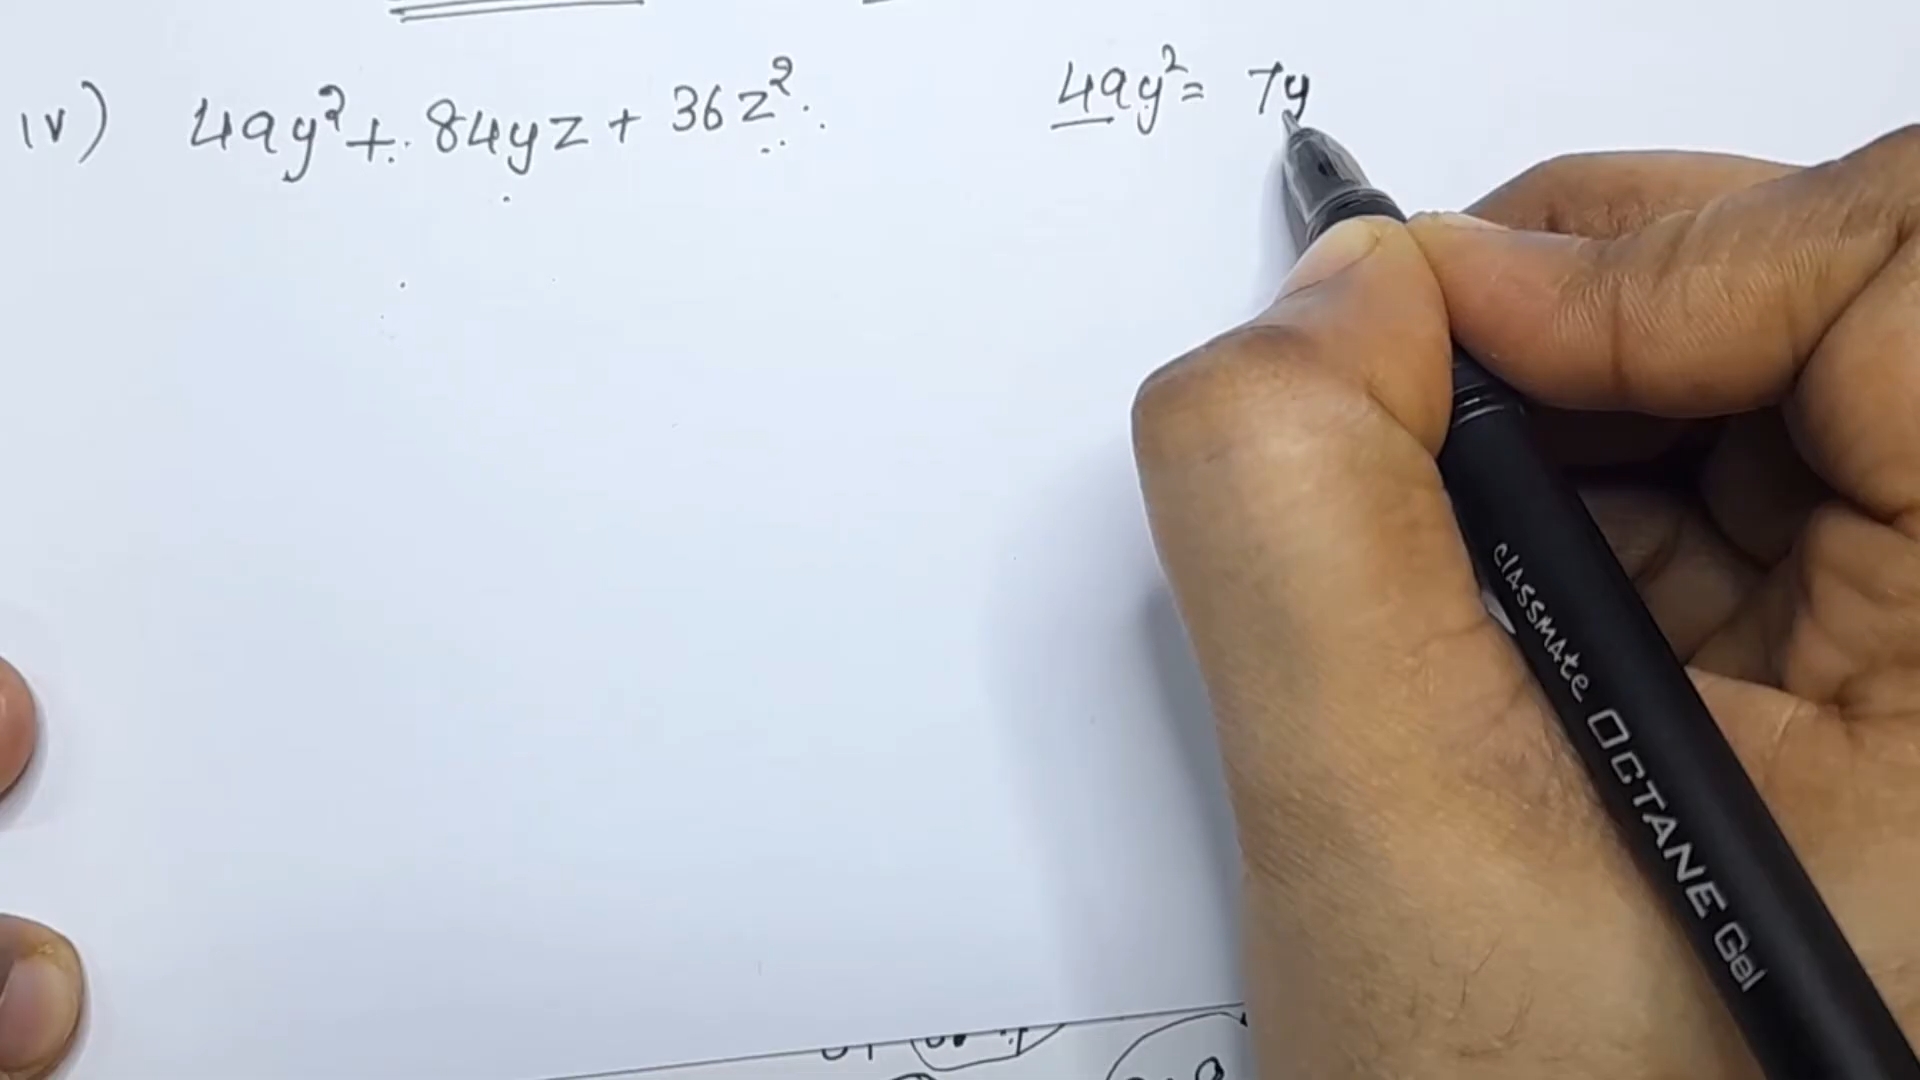 iv) 49y² + 84yz + 36z².
49y² = 7y
classmate OCTANE Gel